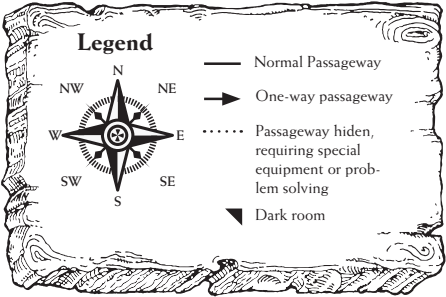 Legend
N
NW NE
W E
SW SE
S
Normal Passageway
One-way passageway
Passageway hiden,
requiring special
equipment or prob-
lem solving
Dark room